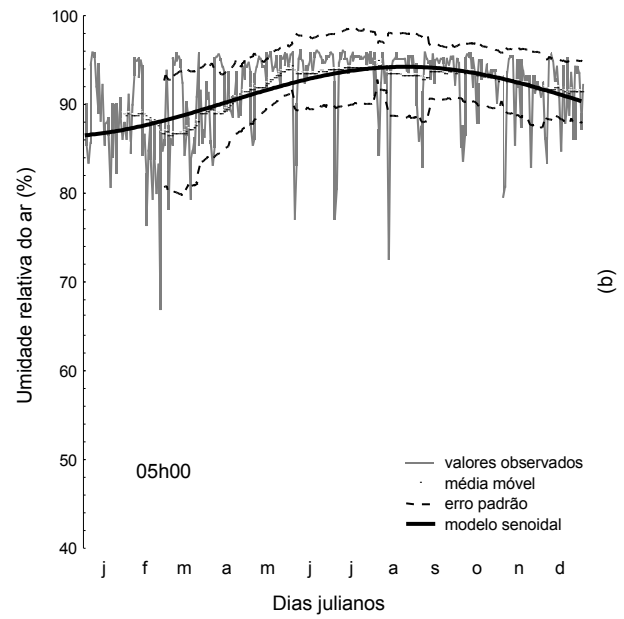 100
90
80
70
60
50
40
Umidade relativa do ar (%)
05h00
valores observados
média móvel
erro padrão
modelo senoidal
j f m a m j j a s o n d
Dias julianos
(b)